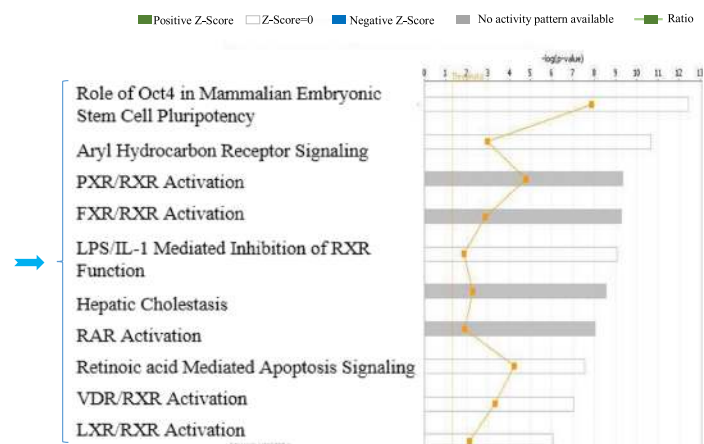 Positive Z-Score Z-Score=0 Negative Z-Score No activity pattern available Ratio
-log(p-value)
0 1 2 3 4 5 6 7 8 9 10 11 12 13
Threshold
Role of Oct4 in Mammalian Embryonic
Stem Cell Pluripotency
Aryl Hydrocarbon Receptor Signaling
PXR/RXR Activation
FXR/RXR Activation
LPS/IL-1 Mediated Inhibition of RXR
Function
Hepatic Cholestasis
RAR Activation
Retinoic acid Mediated Apoptosis Signaling
VDR/RXR Activation
LXR/RXR Activation